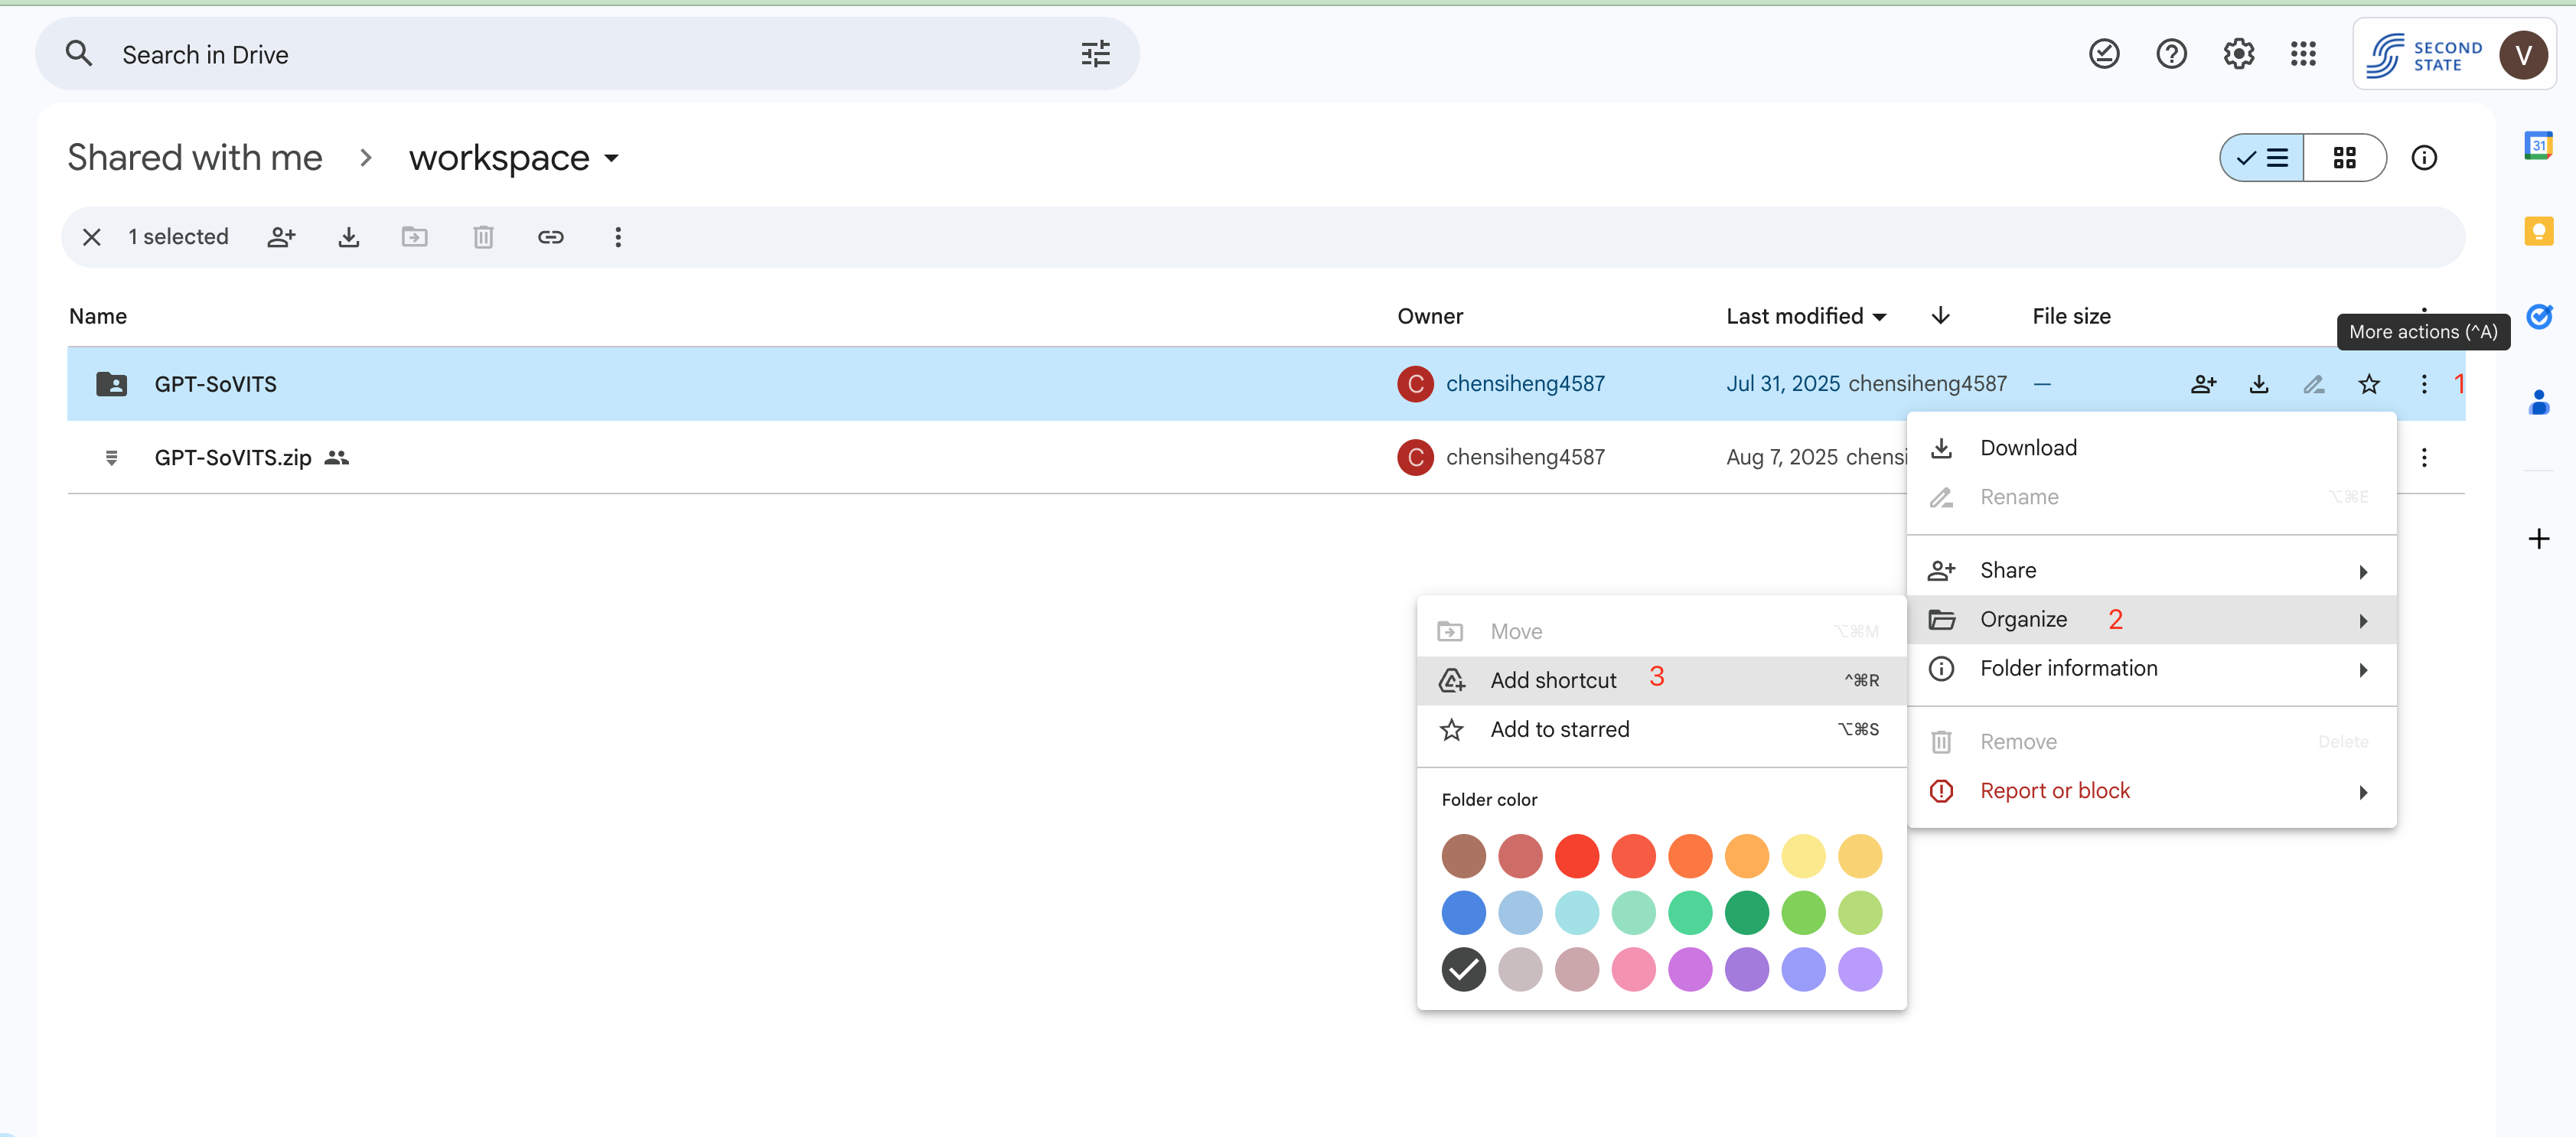 Search in Drive
SECOND
STATE
V
Shared with me
workspace
31
1 selected
Name
Owner
Last modified
File size
More actions (^A)
GPT-SoVITS
C
chensiheng4587
Jul 31, 2025 chensiheng4587
—
1
GPT-SoVITS.zip
C
chensiheng4587
Aug 7, 2025 chensi
Download
Rename ⌥⌘E
Share
Organize 2
Folder information
Remove Delete
Report or block
Move ⌥⌘M
Add shortcut 3 ^⌘R
Add to starred ⌥⌘S
Folder color